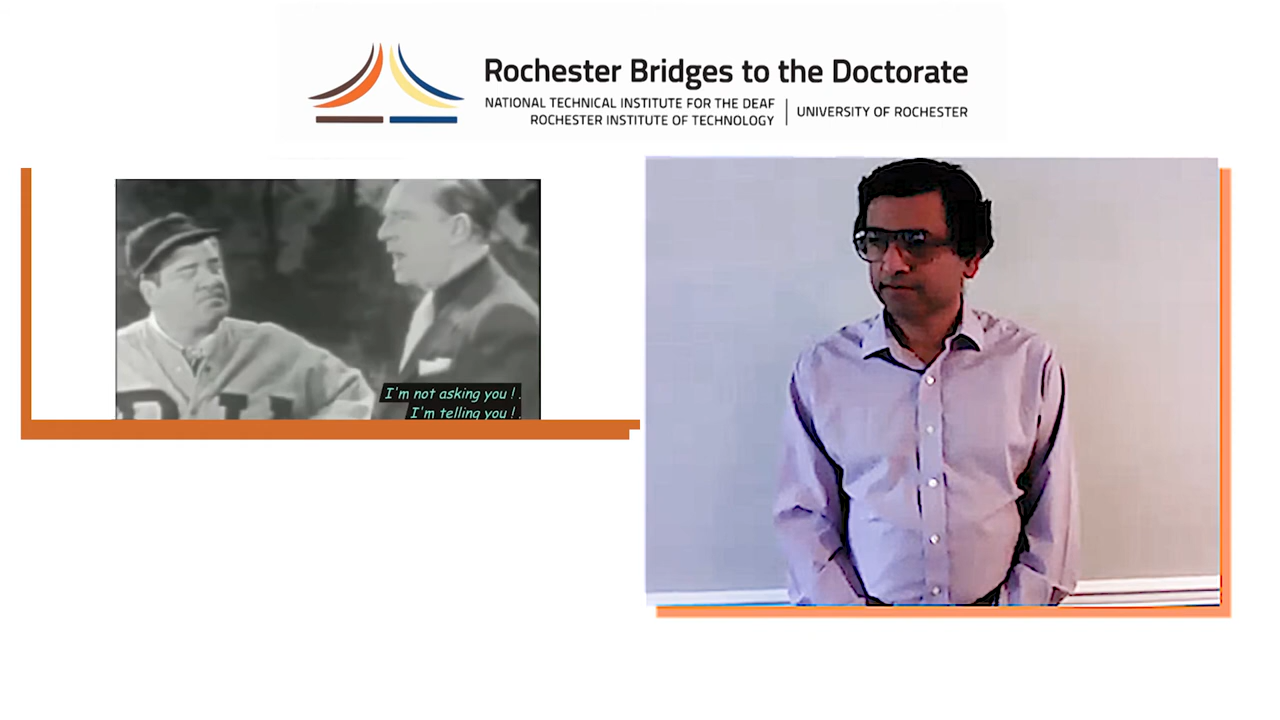 Rochester Bridges to the Doctorate
NATIONAL TECHNICAL INSTITUTE FOR THE DEAF
ROCHESTER INSTITUTE OF TECHNOLOGY
UNIVERSITY OF ROCHESTER
I'm not asking you !.
I'm telling you !.